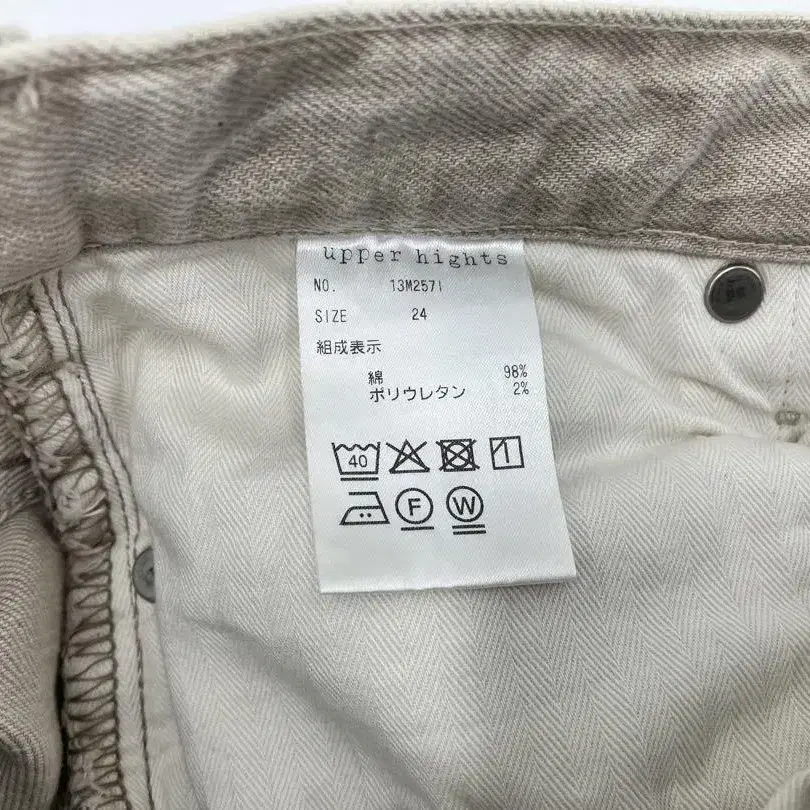 upper hights
NO. 13M2571
SIZE 24
組成表示
綿 98%
ポリウレタン 2%
40
F W